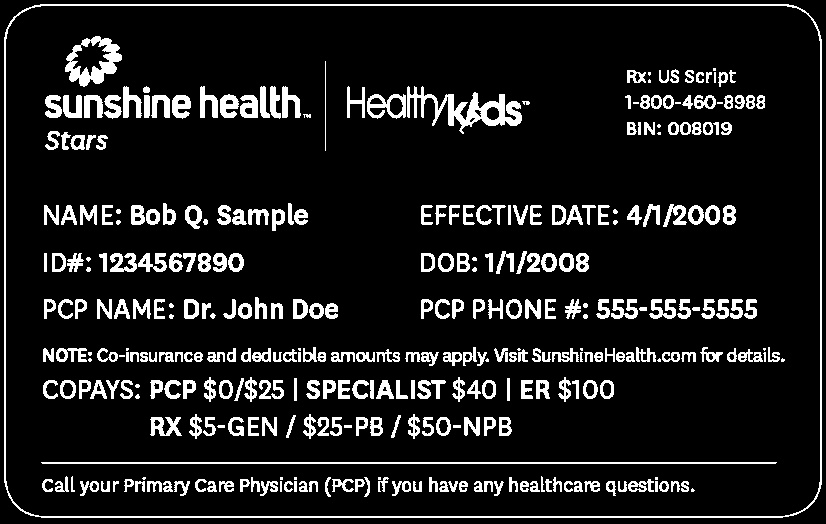 sunshine health™
Stars
Healthy kids™
Rx: US Script
1-800-460-8988
BIN: 008019
NAME: Bob Q. Sample
EFFECTIVE DATE: 4/1/2008
ID#: 1234567890
DOB: 1/1/2008
PCP NAME: Dr. John Doe
PCP PHONE #: 555-555-5555
NOTE: Co-insurance and deductible amounts may apply. Visit SunshineHealth.com for details.
COPAYS: PCP $0/$25 | SPECIALIST $40 | ER $100
RX $5-GEN / $25-PB / $50-NPB
Call your Primary Care Physician (PCP) if you have any healthcare questions.